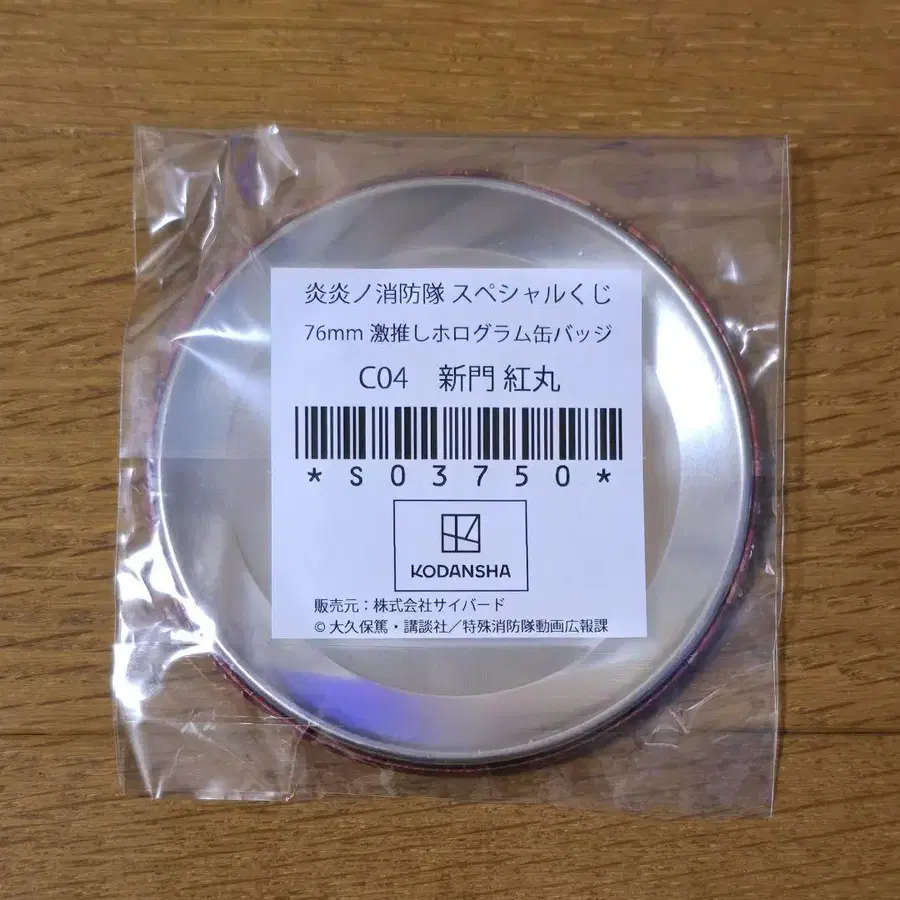 炎炎ノ消防隊 スペシャルくじ
76mm 激推しホログラム缶バッジ
C04 新門 紅丸
*S03750*
KODANSHA
販売元：株式会社サイバード
© 大久保篤・講談社／特殊消防隊動画広報課